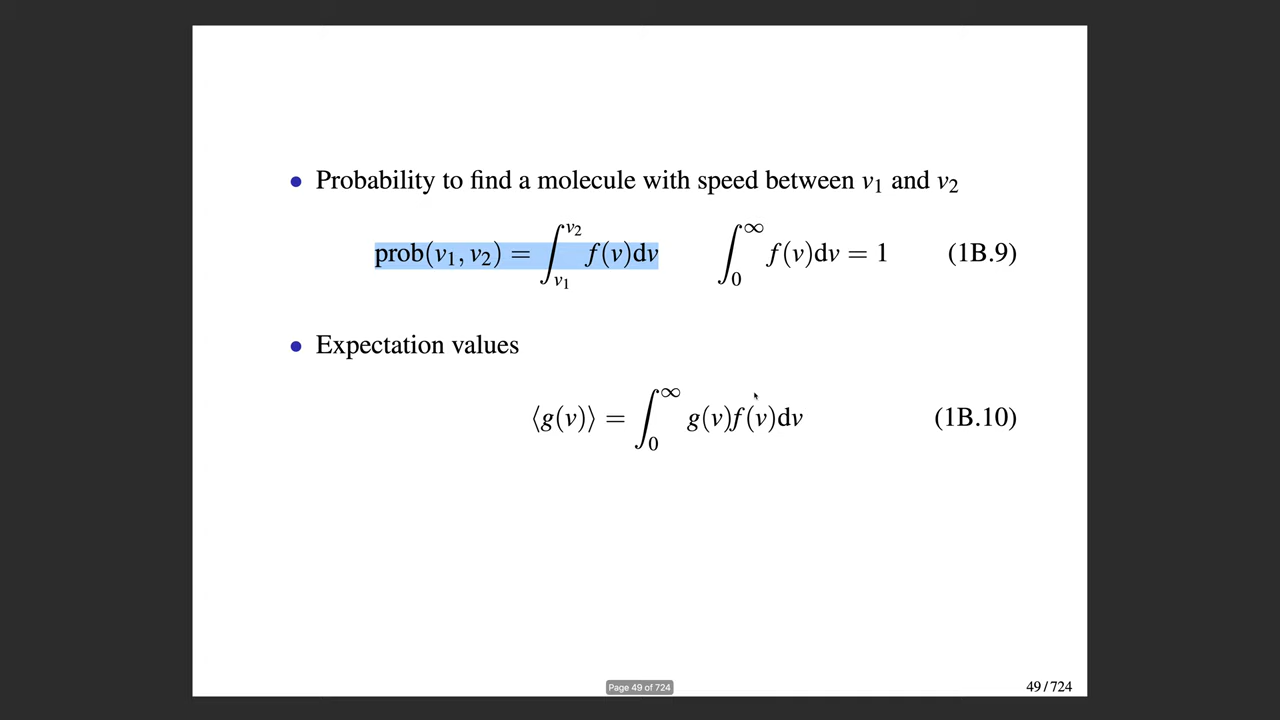 • Probability to find a molecule with speed between v₁ and v₂
prob(v₁, v₂) = ∫_{v₁}^{v₂} f(v)dv ∫_0^∞ f(v)dv = 1 (1B.9)
• Expectation values
⟨g(v)⟩ = ∫_0^∞ g(v)f(v)dv (1B.10)
Page 49 of 724
49/724